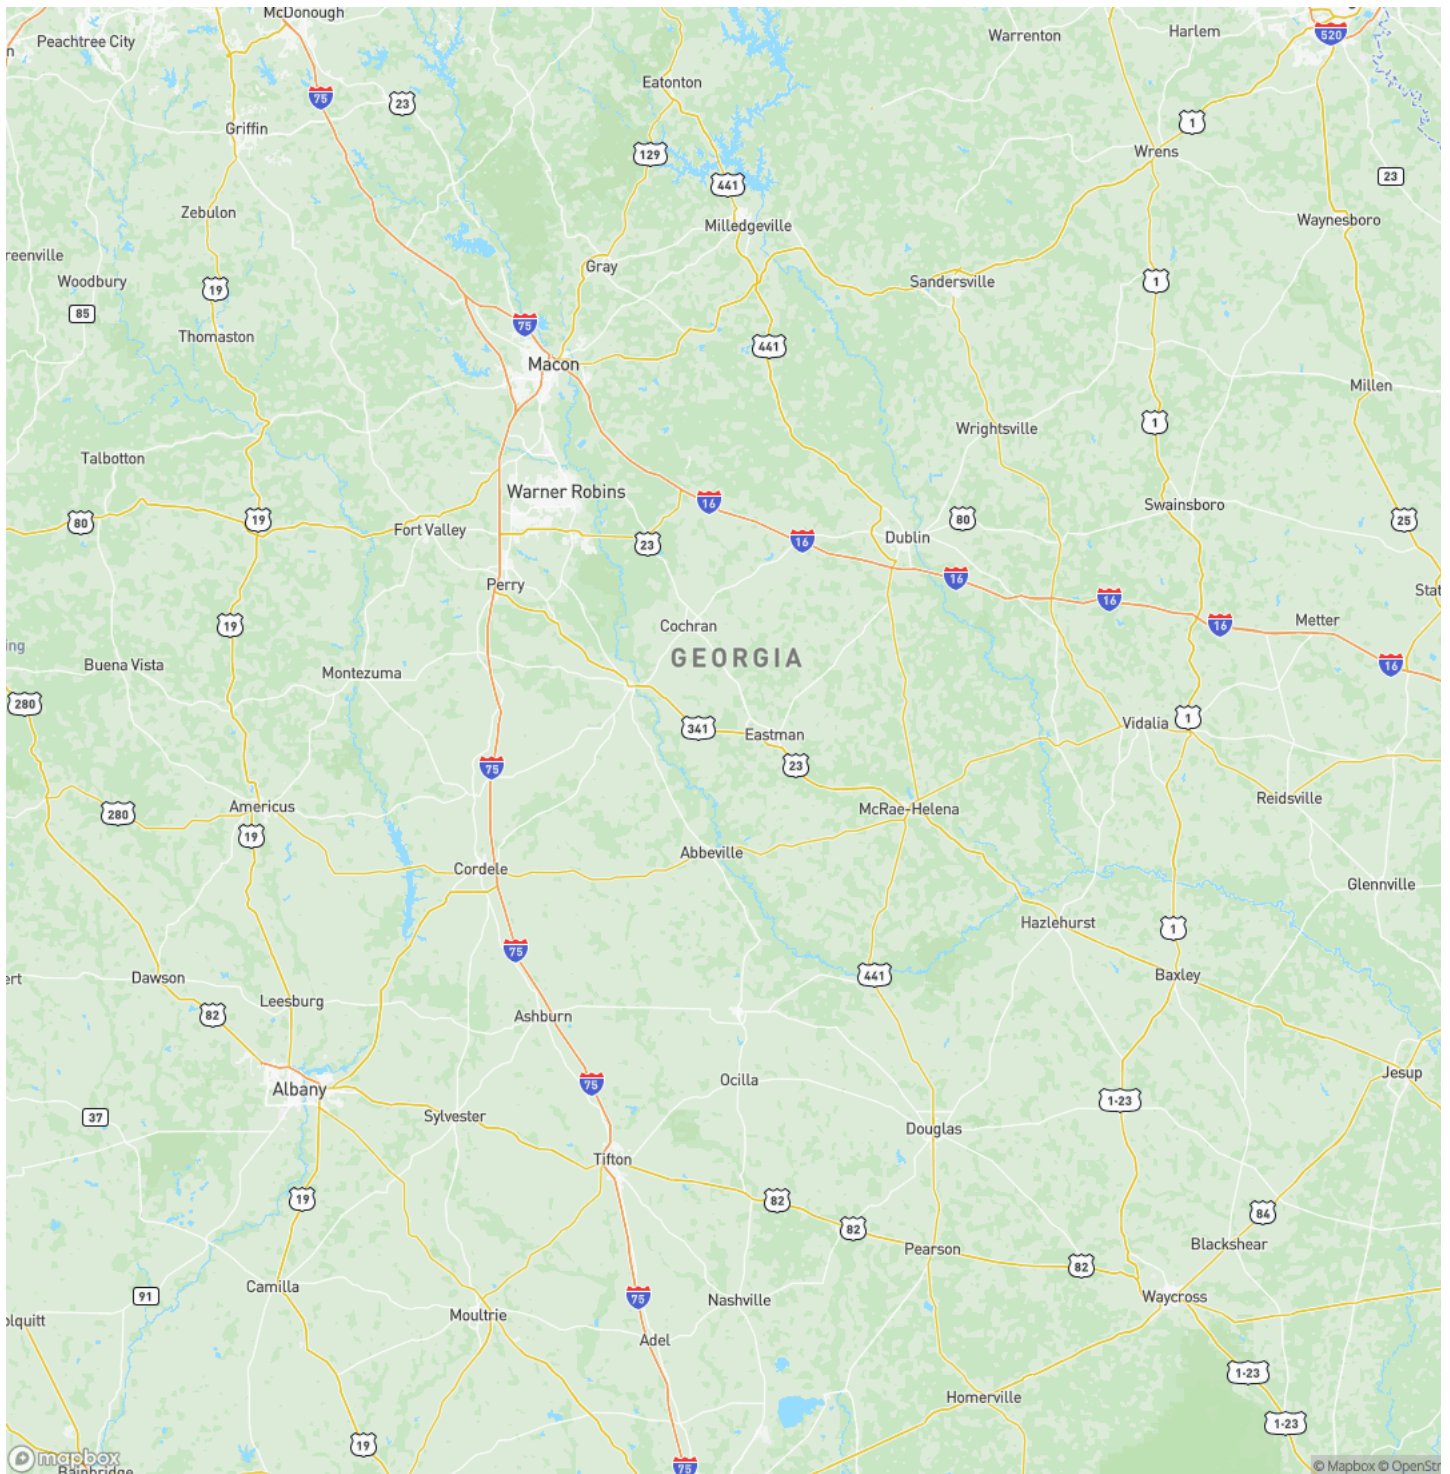 McDonough
Peachtree City
Warrenton
Harlem
520
75
23
Eatonton
Griffin
129
1
Wrens
441
23
Zebulon
Milledgeville
Waynesboro
reenville
Woodbury
19
Gray
Sandersville
1
85
Thomaston
75
441
Macon
Millen
1
Wrightsville
Talbotton
Warner Robins
16
Swainsboro
80
19
Fort Valley
23
16
Dublin
80
25
Perry
16
16
Stat
19
Cochran
16
Metter
ing
GEORGIA
Buena Vista
Montezuma
16
280
341
Eastman
Vidalia
1
75
23
280
Americus
19
McRae-Helena
Reidsville
Cordele
Abbeville
Glennville
Hazlehurst
1
75
ert
Dawson
441
Baxley
Leesburg
82
Ashburn
Albany
75
Ocilla
Jesup
37
Sylvester
1-23
Douglas
Tifton
19
82
82
84
Pearson
Blackshear
82
Camilla
91
75
Nashville
Waycross
olquitt
Moultrie
Adel
1-23
Homerville
1-23
19
mapbox
75
Bainbridge
© Mapbox © OpenStr